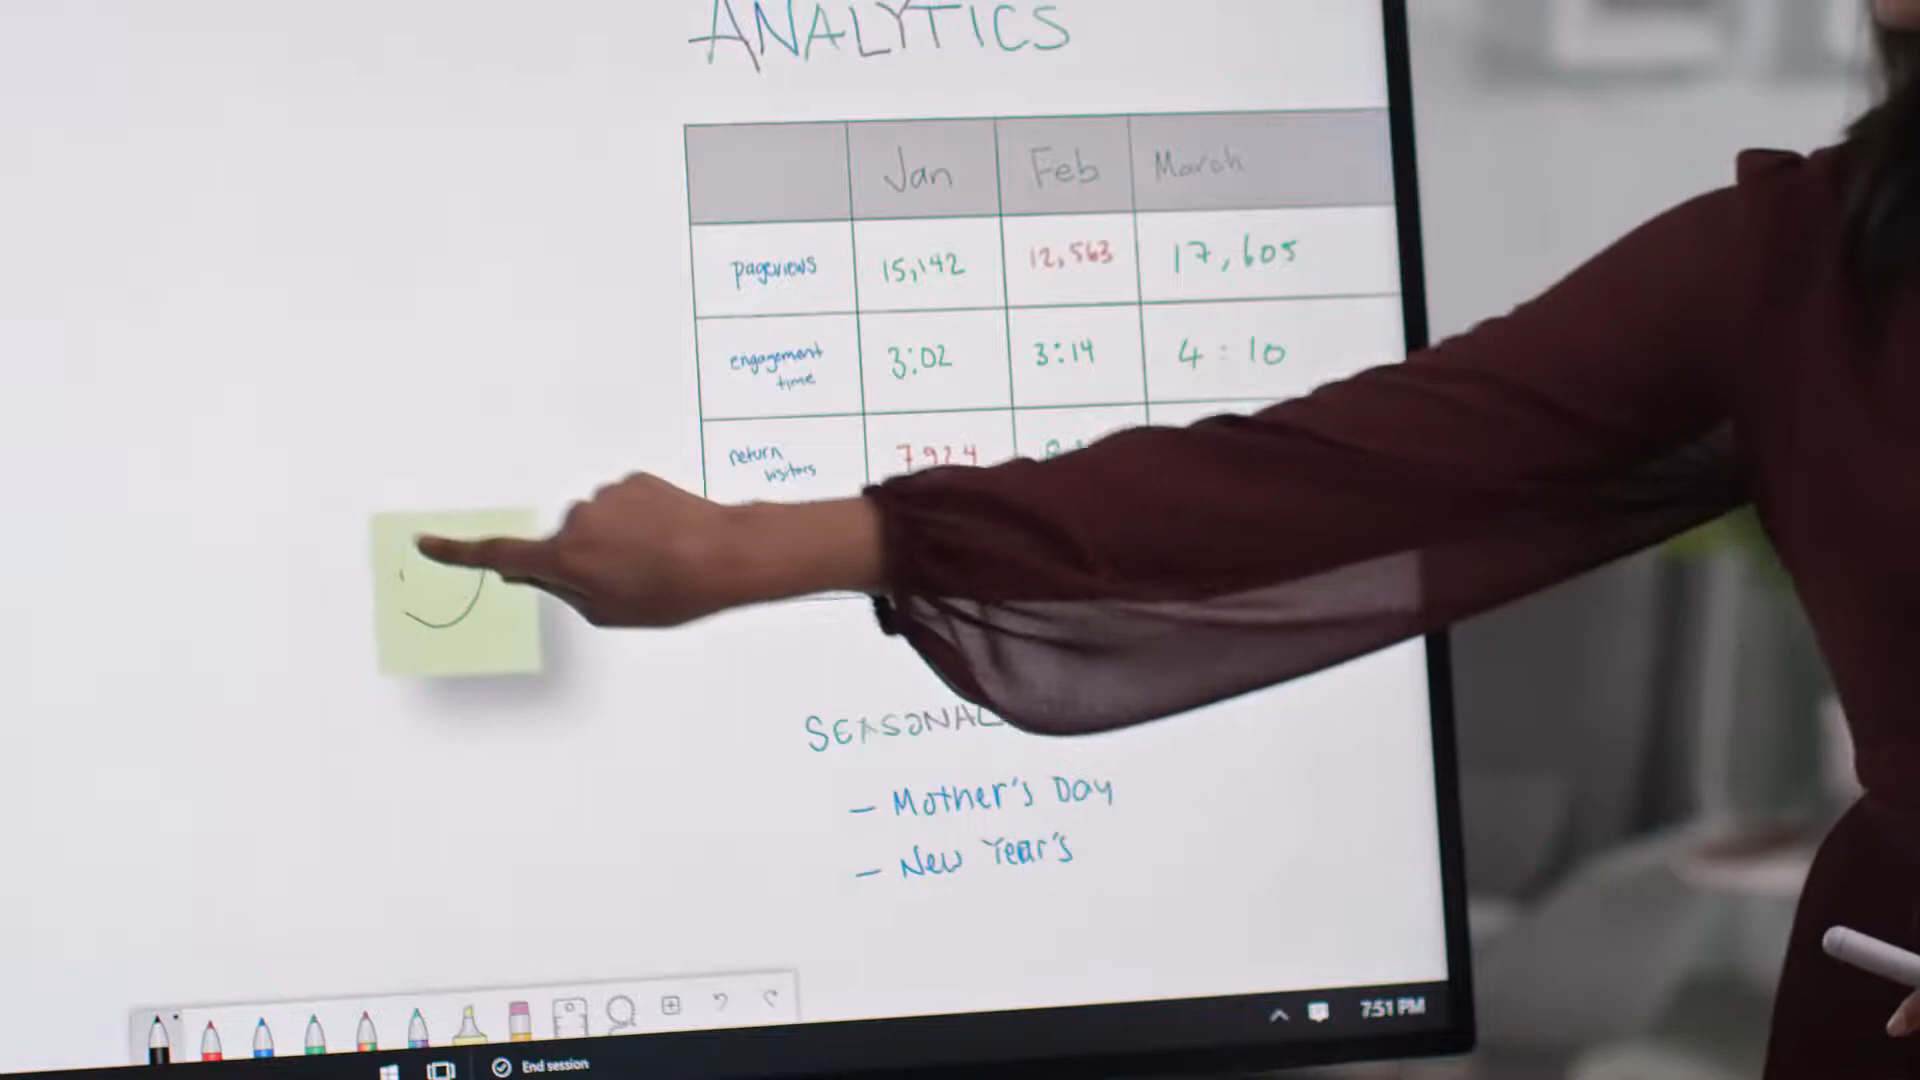 ANALYTICS
Jan Feb March
pageviews 15,142 12,563 17,605
engagement time 3:02 3:14 4:10
return visitors 7924
- Mother's Day
- New Year's
7:51 PM
End session